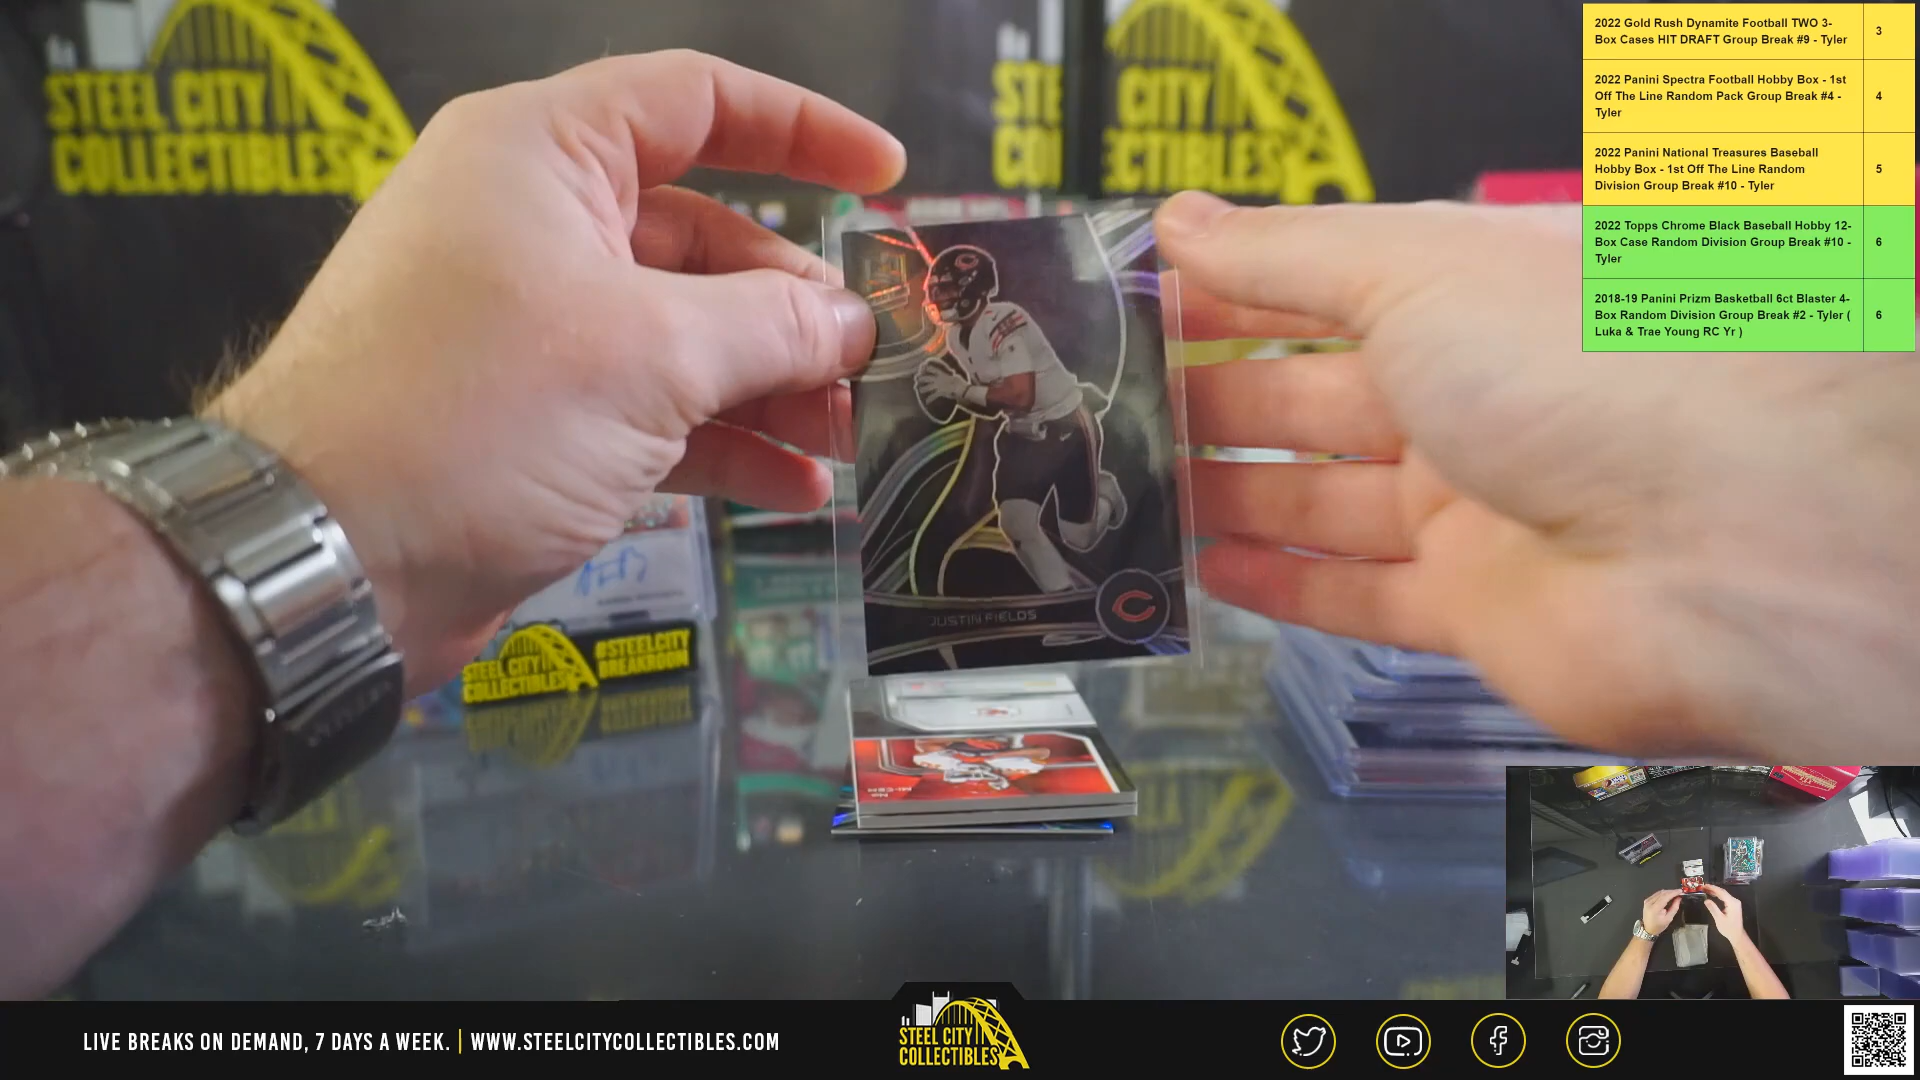 STEEL CITY
COLLECTIBLES
STE
CITY
COL
ECTIBLES
2022 Gold Rush Dynamite Football TWO 3-
Box Cases HIT DRAFT Group Break #9 - Tyler
3
2022 Panini Spectra Football Hobby Box - 1st
Off The Line Random Pack Group Break #4 -
Tyler
4
2022 Panini National Treasures Baseball
Hobby Box - 1st Off The Line Random
Division Group Break #10 - Tyler
5
2022 Topps Chrome Black Baseball Hobby 12-
Box Case Random Division Group Break #10 -
Tyler
6
2018-19 Panini Prizm Basketball 6ct Blaster 4-
Box Random Division Group Break #2 - Tyler (
Luka & Trae Young RC Yr )
6
JUSTIN FIELDS
STEEL CITY
COLLECTIBLES
#STEELCITY
BREAKROOM
LIVE BREAKS ON DEMAND, 7 DAYS A WEEK. | WWW.STEELCITYCOLLECTIBLES.COM
STEEL CITY
COLLECTIBLES